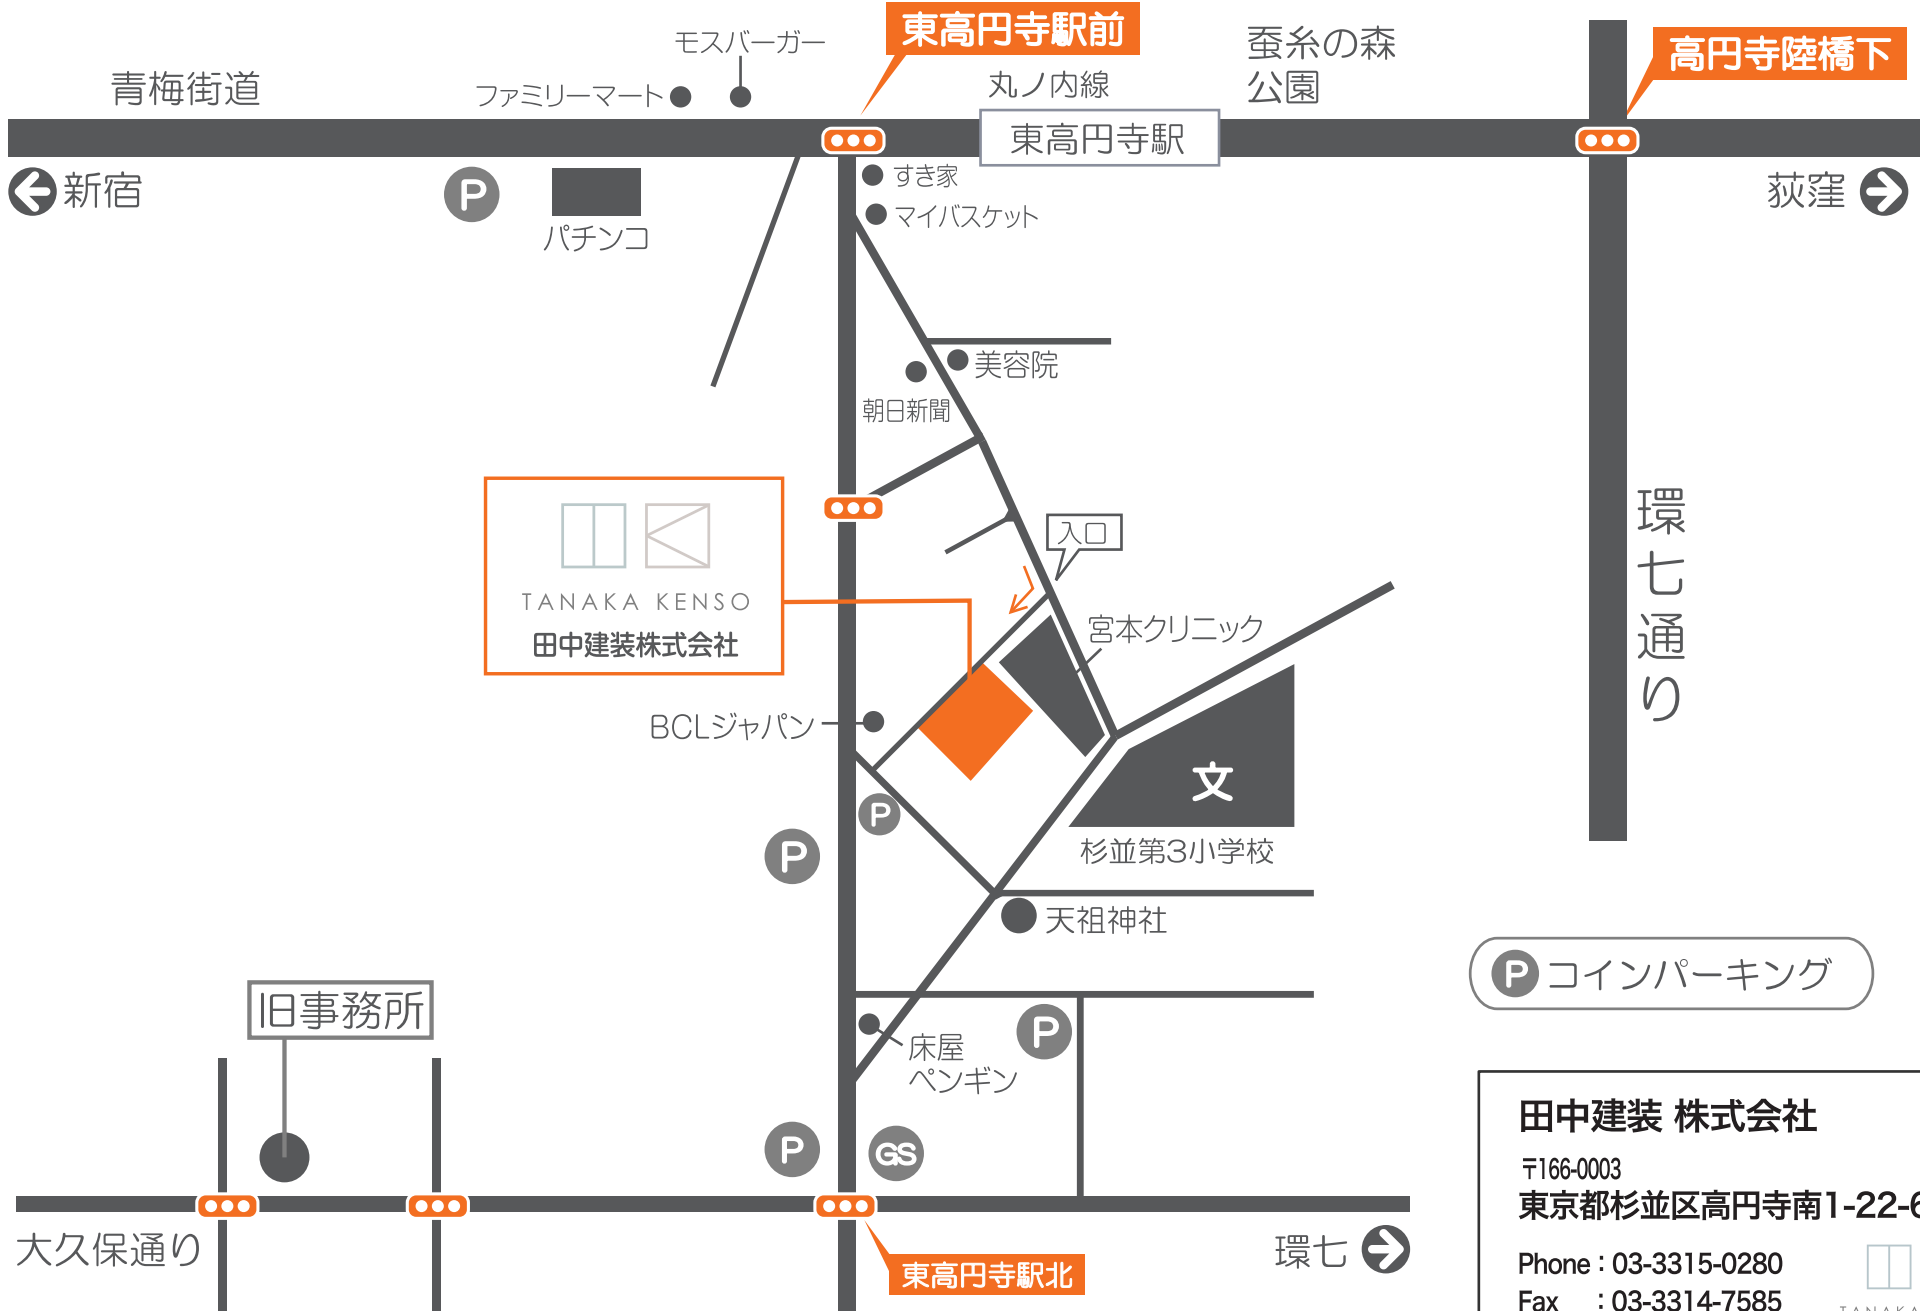 東高円寺駅前
モスバーガー
ファミリーマート
青梅街道
丸ノ内線
東高円寺駅
蚕糸の森
公園
高円寺陸橋下
新宿
P
パチンコ
すき家
マイバスケット
荻窪
美容院
朝日新聞
入口
TANAKA KENSO
田中建装株式会社
宮本クリニック
環七通り
BCLジャパン
文
P
P
杉並第3小学校
天祖神社
P コインパーキング
旧事務所
床屋
ペンギン
P
P
GS
大久保通り
東高円寺駅北
環七
田中建装 株式会社
〒166-0003
東京都杉並区高円寺南1-22-6
Phone : 03-3315-0280
Fax : 03-3314-7585